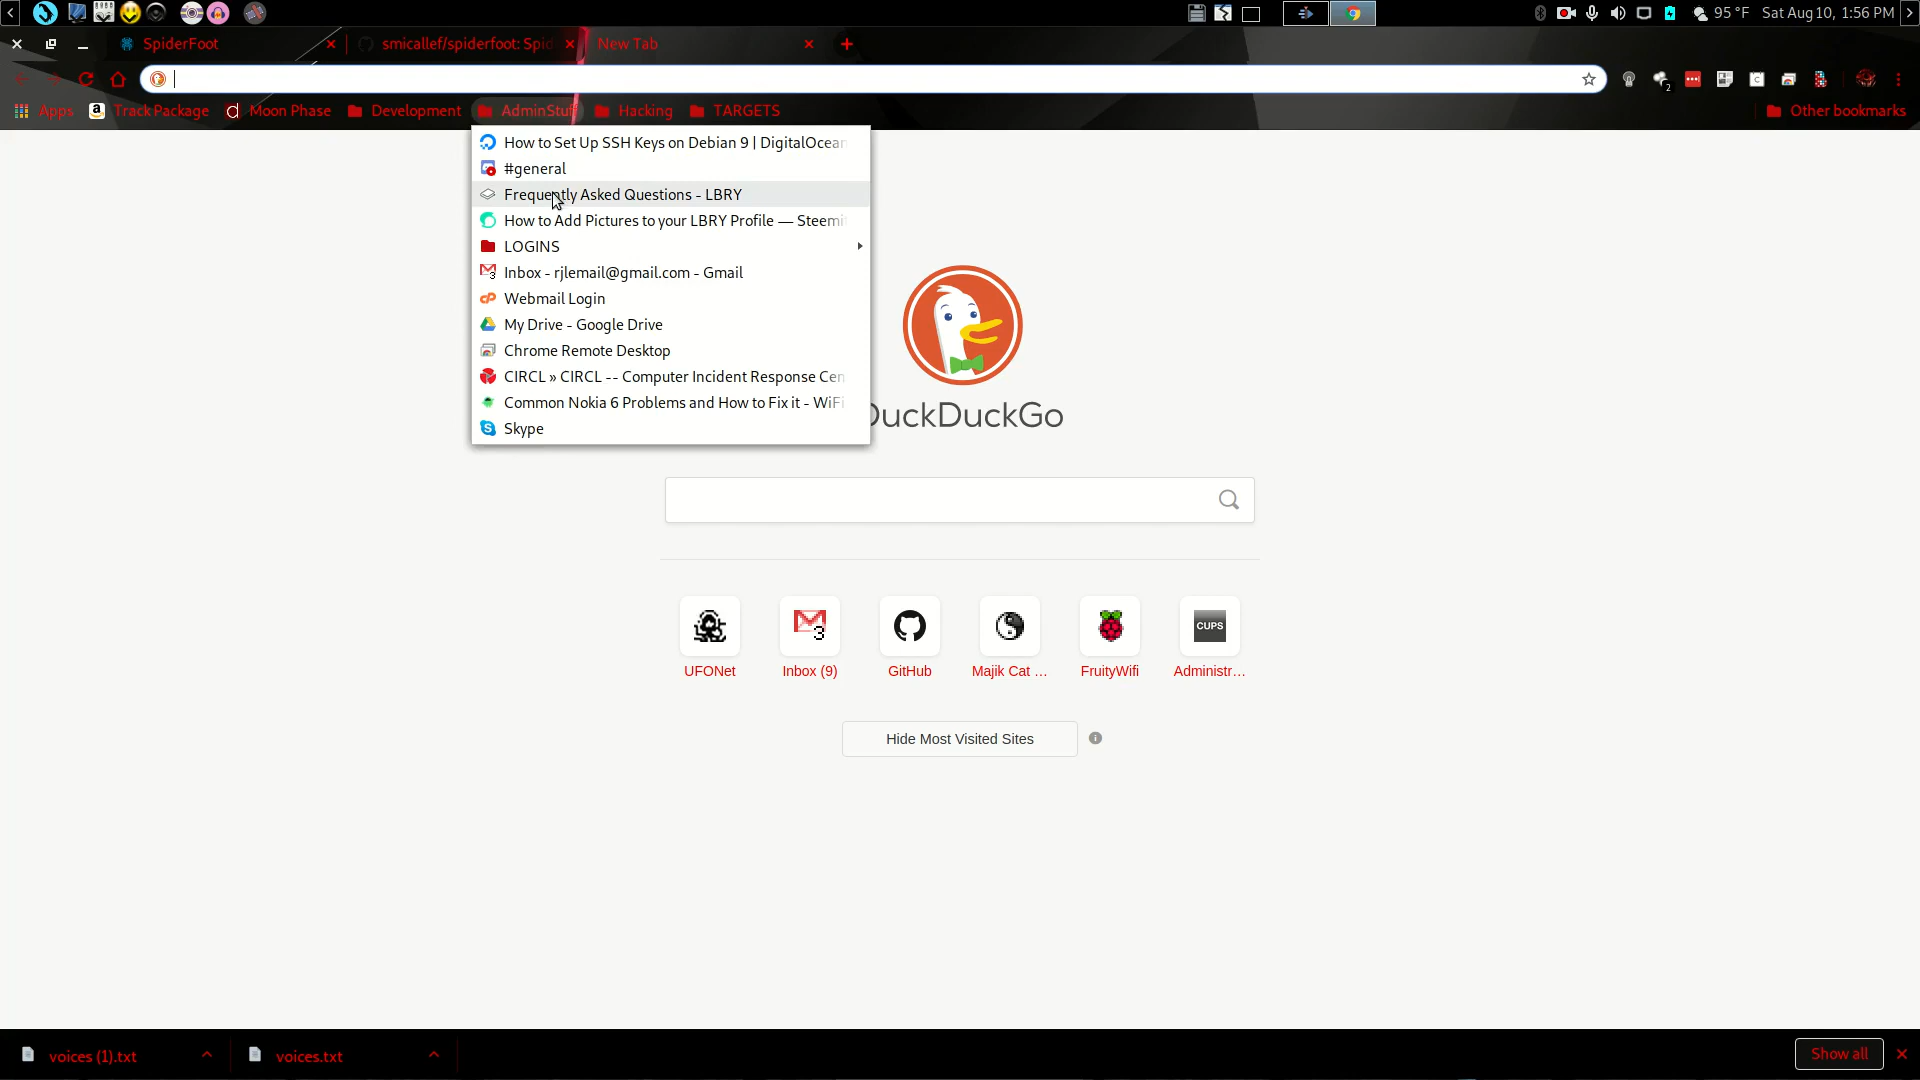 95 °F Sat Aug 10, 1:56 PM
SpiderFoot
smicallef/spiderfoot: Spid
New Tab
2
Apps
Track Package
Moon Phase
Development
AdminStuff
Hacking
TARGETS
Other bookmarks
How to Set Up SSH Keys on Debian 9 | DigitalOcean
#general
Frequently Asked Questions - LBRY
How to Add Pictures to your LBRY Profile — Steemit
LOGINS
Inbox - rjlemail@gmail.com - Gmail
Webmail Login
My Drive - Google Drive
Chrome Remote Desktop
CIRCL » CIRCL -- Computer Incident Response Cen
Common Nokia 6 Problems and How to Fix it - WiFi
Skype
DuckDuckGo
CUPS
UFONet
Inbox (9)
GitHub
Majik Cat ...
FruityWifi
Administr...
Hide Most Visited Sites
voices (1).txt
voices.txt
Show all